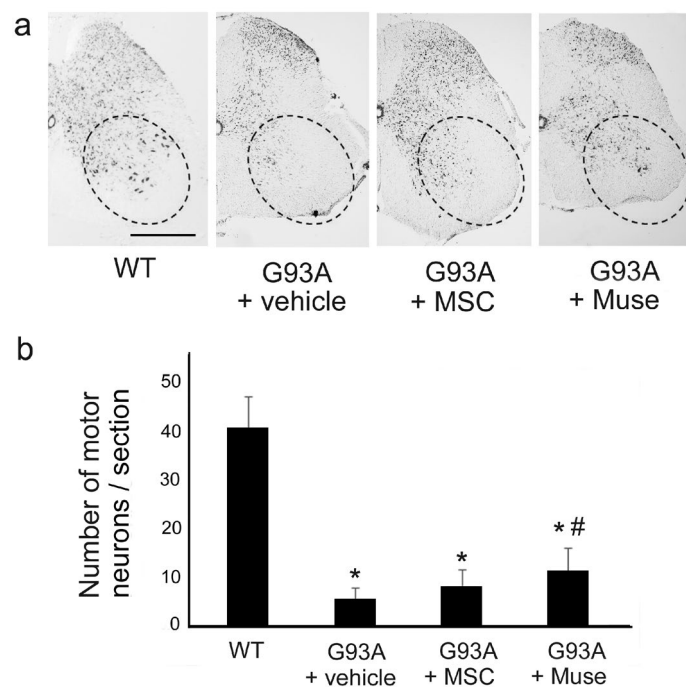 a
WT
G93A
+ vehicle
G93A
+ MSC
G93A
+ Muse
b
Number of motor
neurons / section
50
40
30
20
10
0
*
*
* #
WT
G93A
+ vehicle
G93A
+ MSC
G93A
+ Muse